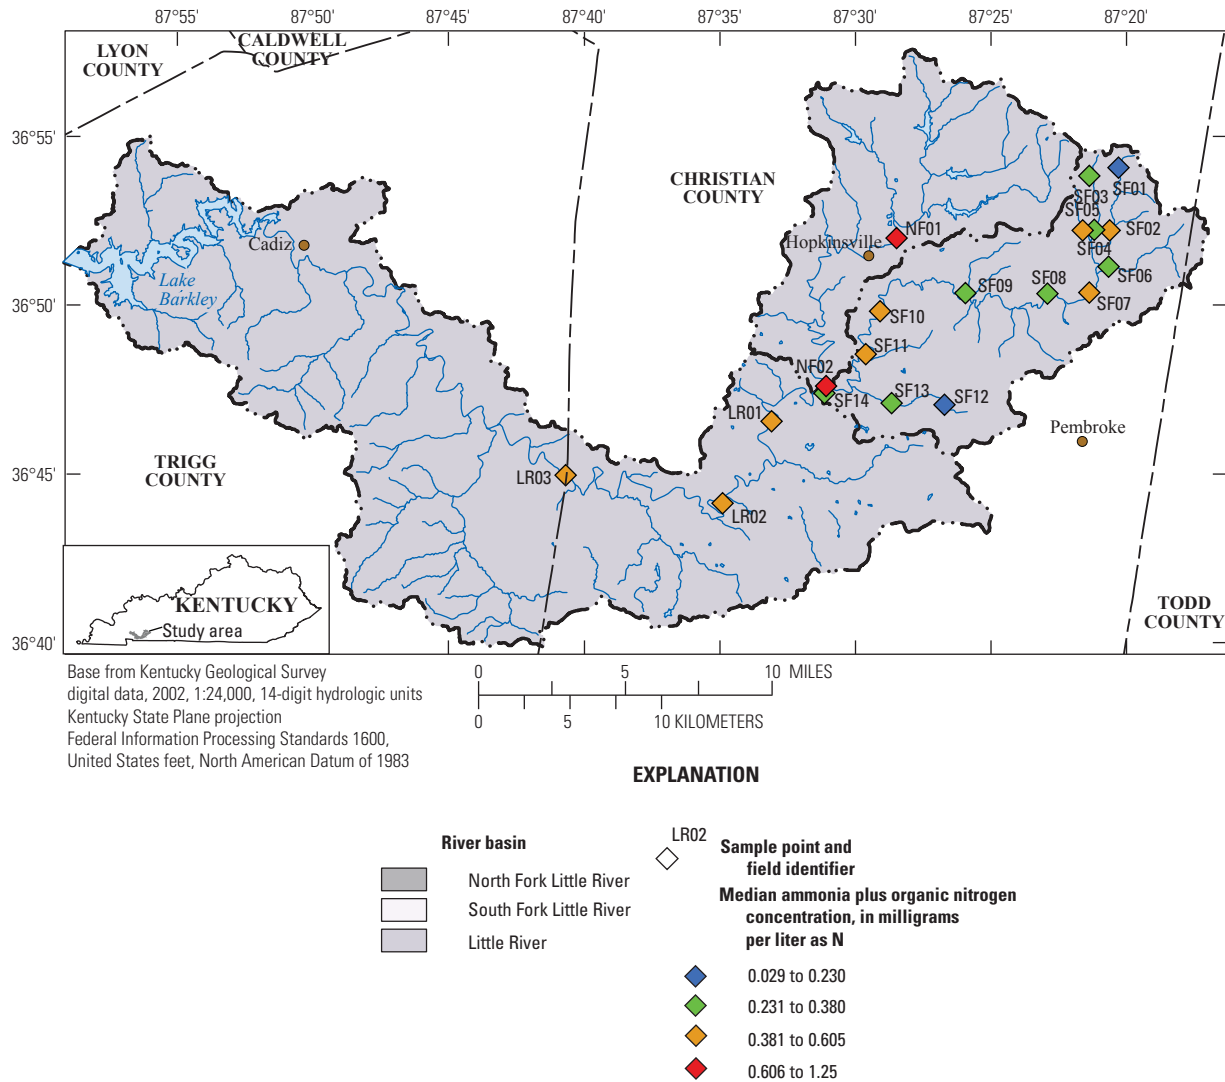 87°55'
87°50'
87°45'
87°40'
87°35'
87°30'
87°25'
87°20'
LYON
COUNTY
CALDWELL
COUNTY
36°55'
CHRISTIAN
COUNTY
SF03
SF01
SF05
NF01
SF02
Hopkinsville
SF04
Cadiz
SF06
Lake
Barkley
SF09
SF08
SF07
36°50'
SF10
SF11
NF02
SF13
SF12
SF14
LR01
Pembroke
36°45'
TRIGG
COUNTY
LR03
LR02
KENTUCKY
Study area
TODD
COUNTY
36°40'
Base from Kentucky Geological Survey
digital data, 2002, 1:24,000, 14-digit hydrologic units
Kentucky State Plane projection
Federal Information Processing Standards 1600,
United States feet, North American Datum of 1983
0 5 10 MILES
0 5 10 KILOMETERS
EXPLANATION
River basin
North Fork Little River
South Fork Little River
Little River
LR02
Sample point and
field identifier
Median ammonia plus organic nitrogen
concentration, in milligrams
per liter as N
0.029 to 0.230
0.231 to 0.380
0.381 to 0.605
0.606 to 1.25